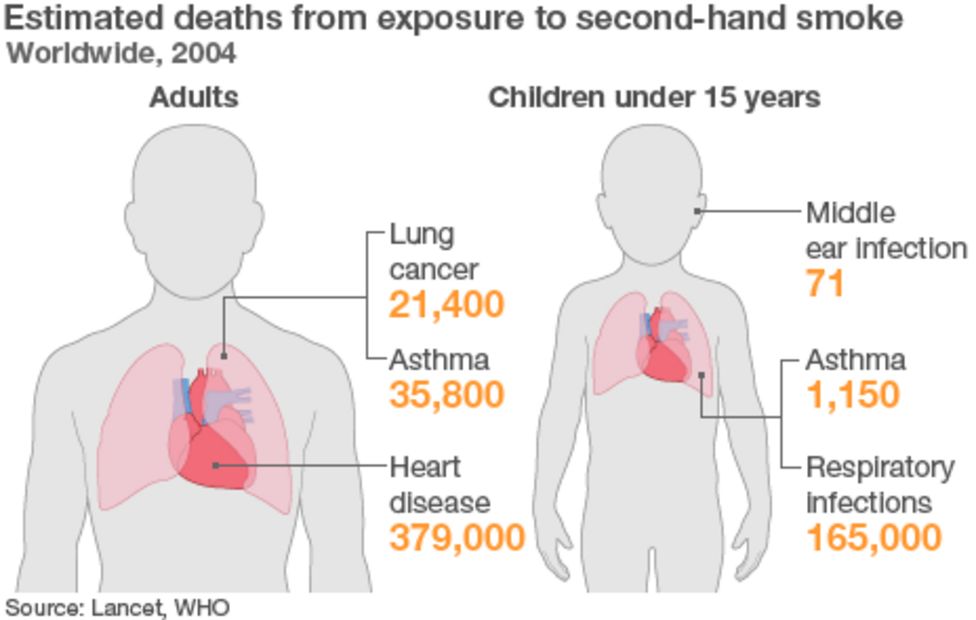 Estimated deaths from exposure to second-hand smoke
Worldwide, 2004
Adults
Lung
cancer
21,400
Asthma
35,800
Heart
disease
379,000
Children under 15 years
Middle
ear infection
71
Asthma
1,150
Respiratory
infections
165,000
Source: Lancet, WHO